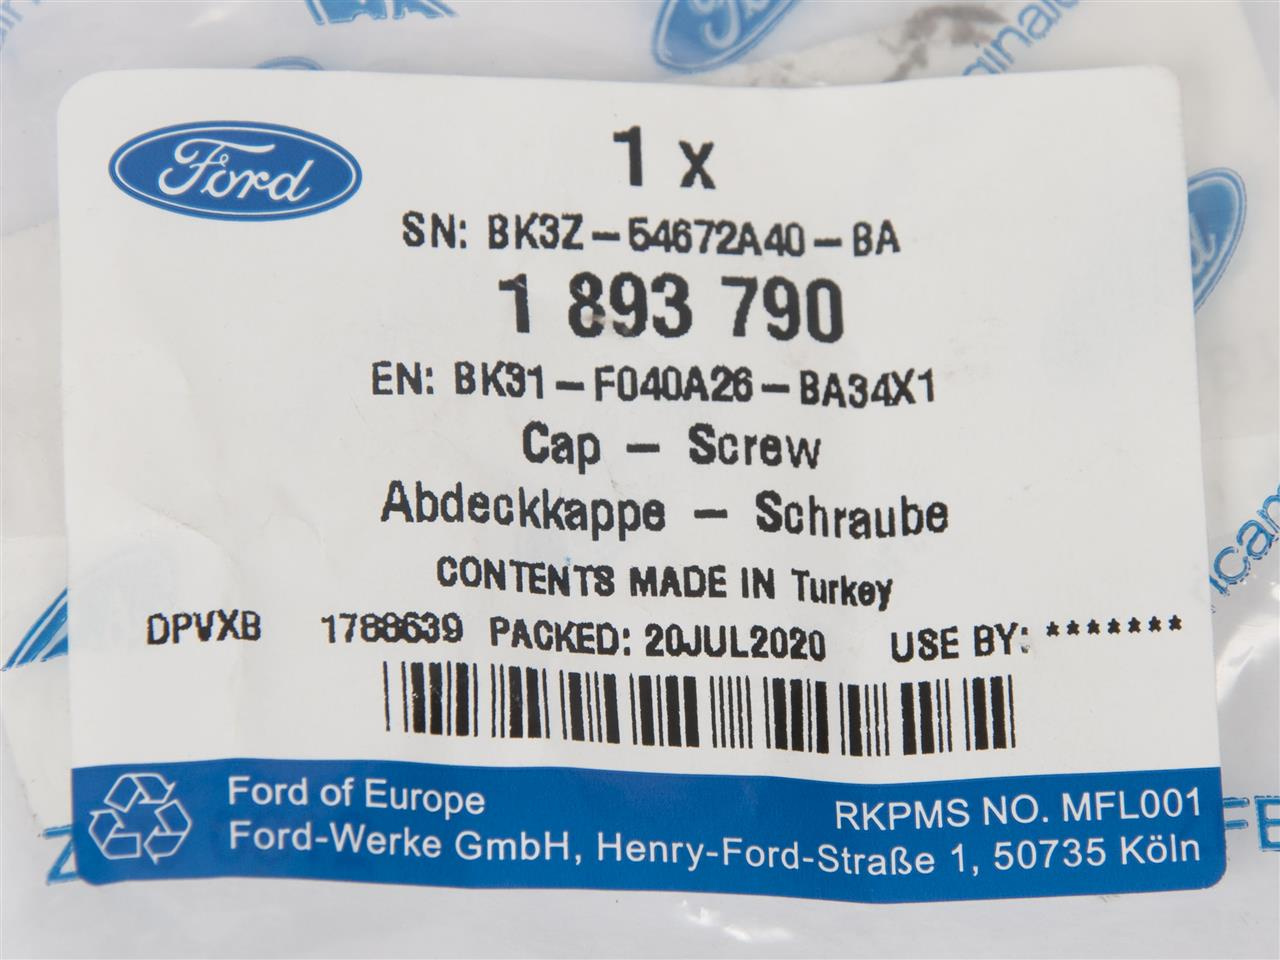 Ford
1 x
SN: BK3Z-54672A40-BA
1 893 790
EN: BK31-F040A26-BA34X1
Cap - Screw
Abdeckkappe - Schraube
CONTENTS MADE IN Turkey
DPVXB 1788639 PACKED: 20JUL2020 USE BY: *******
Ford of Europe
RKPMS NO. MFL001
Ford-Werke GmbH, Henry-Ford-Straße 1, 50735 Köln